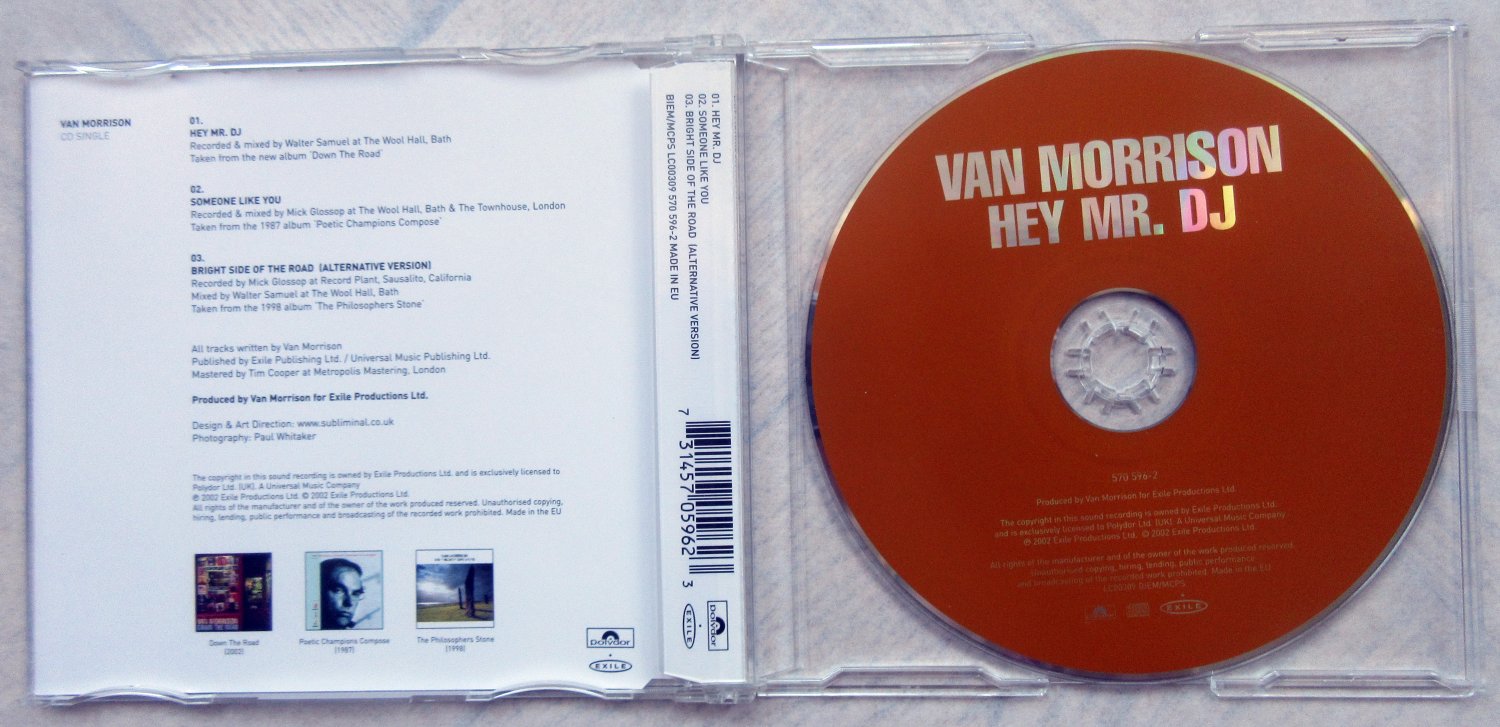 VAN MORRISON
CD SINGLE
01.
HEY MR. DJ
Recorded & mixed by Walter Samuel at The Wool Hall, Bath
Taken from the new album 'Down The Road'
02.
SOMEONE LIKE YOU
Recorded & mixed by Mick Glossop at The Wool Hall, Bath & The Townhouse, London
Taken from the 1987 album 'Poetic Champions Compose'
03.
BRIGHT SIDE OF THE ROAD (ALTERNATIVE VERSION)
Recorded by Mick Glossop at Record Plant, Sausalito, California
Mixed by Walter Samuel at The Wool Hall, Bath
Taken from the 1998 album 'The Philosophers Stone'
All tracks written by Van Morrison
Published by Exile Publishing Ltd. / Universal Music Publishing Ltd.
Mastered by Tim Cooper at Metropolis Mastering, London
Produced by Van Morrison for Exile Productions Ltd.
Design & Art Direction: www.subliminal.co.uk
Photography: Paul Whitaker
The copyright in this sound recording is owned by Exile Productions Ltd. and is exclusively licensed to
Polydor Ltd. (UK). A Universal Music Company
℗ 2002 Exile Productions Ltd. © 2002 Exile Productions Ltd.
All rights of the manufacturer and of the owner of the work produced reserved. Unauthorised copying,
hiring, lending, public performance and broadcasting of the recorded work prohibited. Made in the EU
VAN MORRISON
DOWN THE ROAD
Down The Road
(2002)
Poetic Champions Compose
(1987)
The Philosophers Stone
(1998)
Polydor
EXILE
01. HEY MR. DJ
02. SOMEONE LIKE YOU
03. BRIGHT SIDE OF THE ROAD (ALTERNATIVE VERSION)
BIEM/MCPS LC00309 570 596-2 MADE IN EU
7 31457 05962 3
Polydor
EXILE
VAN MORRISON
HEY MR. DJ
570 596-2
Produced by Van Morrison for Exile Productions Ltd.
The copyright in this sound recording is owned by Exile Productions Ltd.
and is exclusively licensed to Polydor Ltd. (UK). A Universal Music Company
℗ 2002 Exile Productions Ltd. © 2002 Exile Productions Ltd.
All rights of the manufacturer and of the owner of the work produced reserved.
Unauthorised copying, hiring, lending, public performance
and broadcasting of the recorded work prohibited. Made in the EU
LC00309 BIEM/MCPS
EXILE